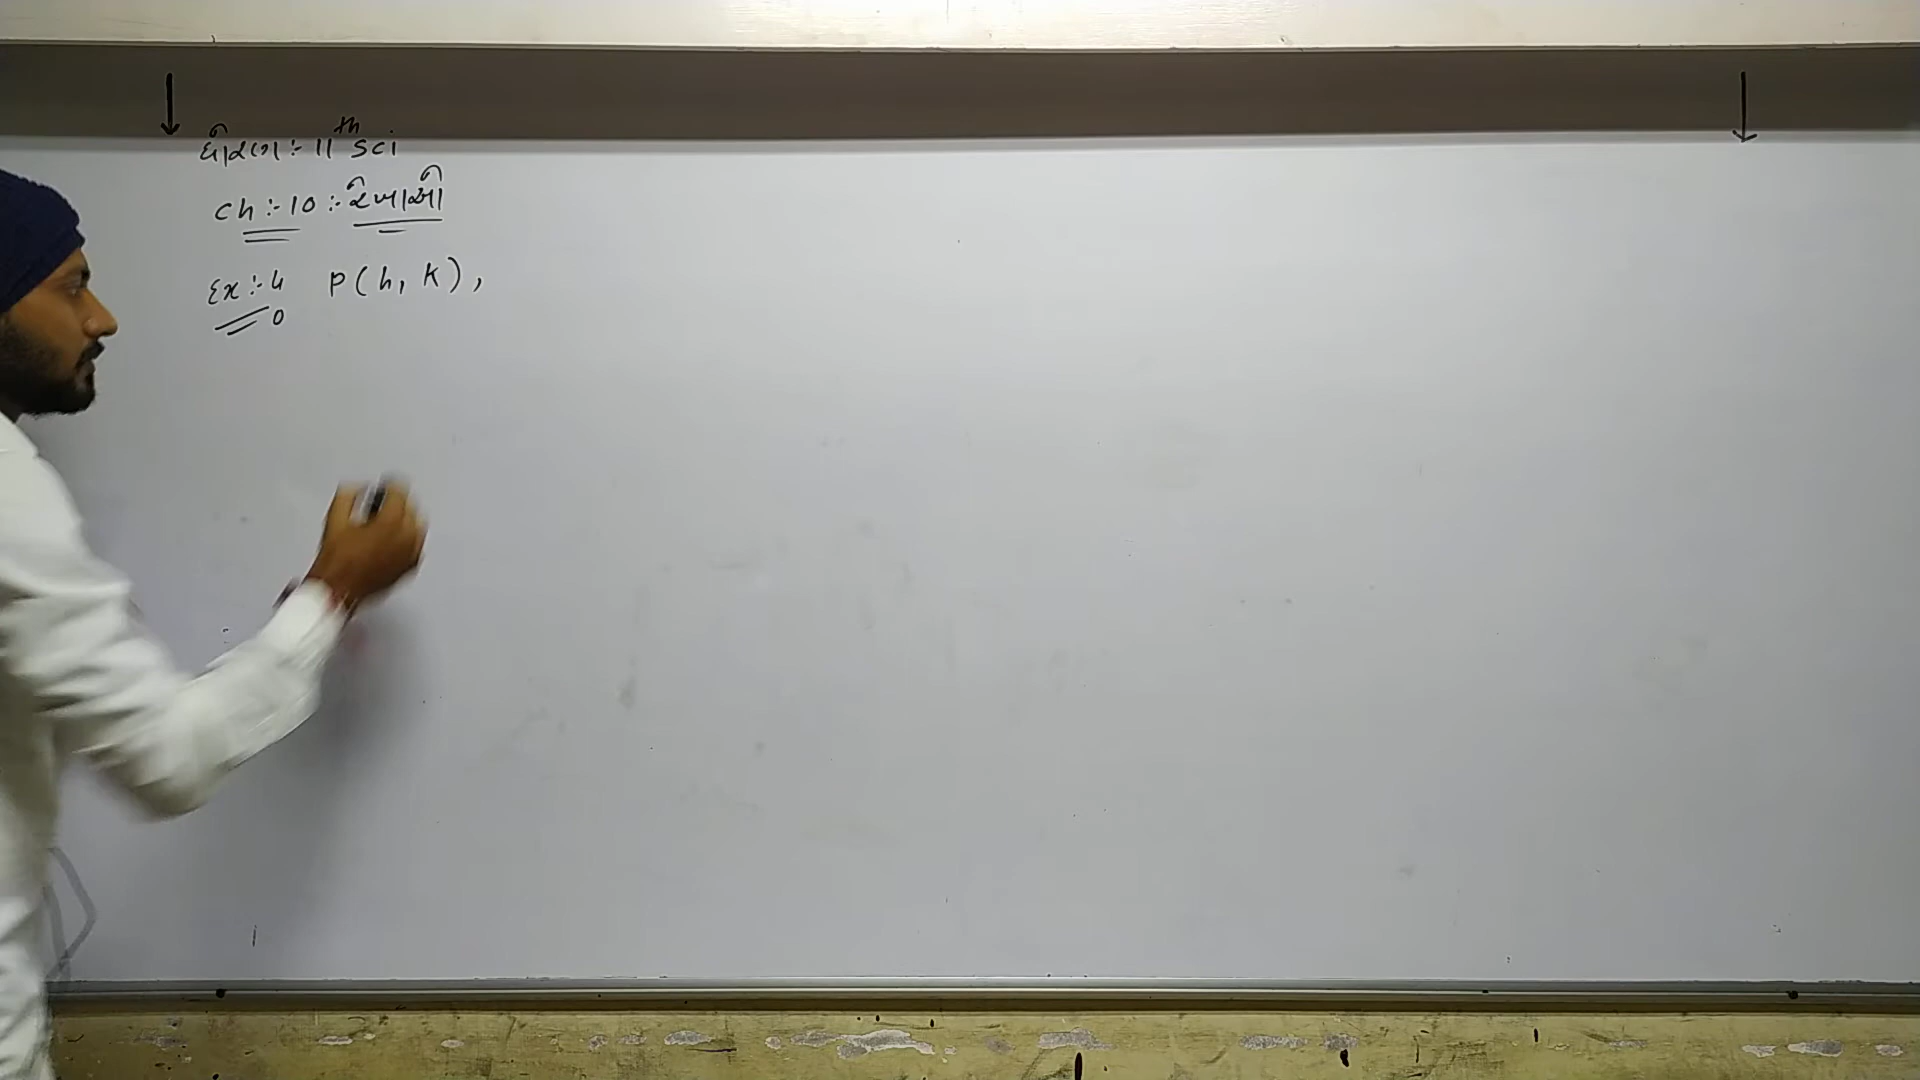 ધોરણ :- 11th Sci
Ch :- 10 :- રેખાઓ
Ex :- 4 P(h, k),